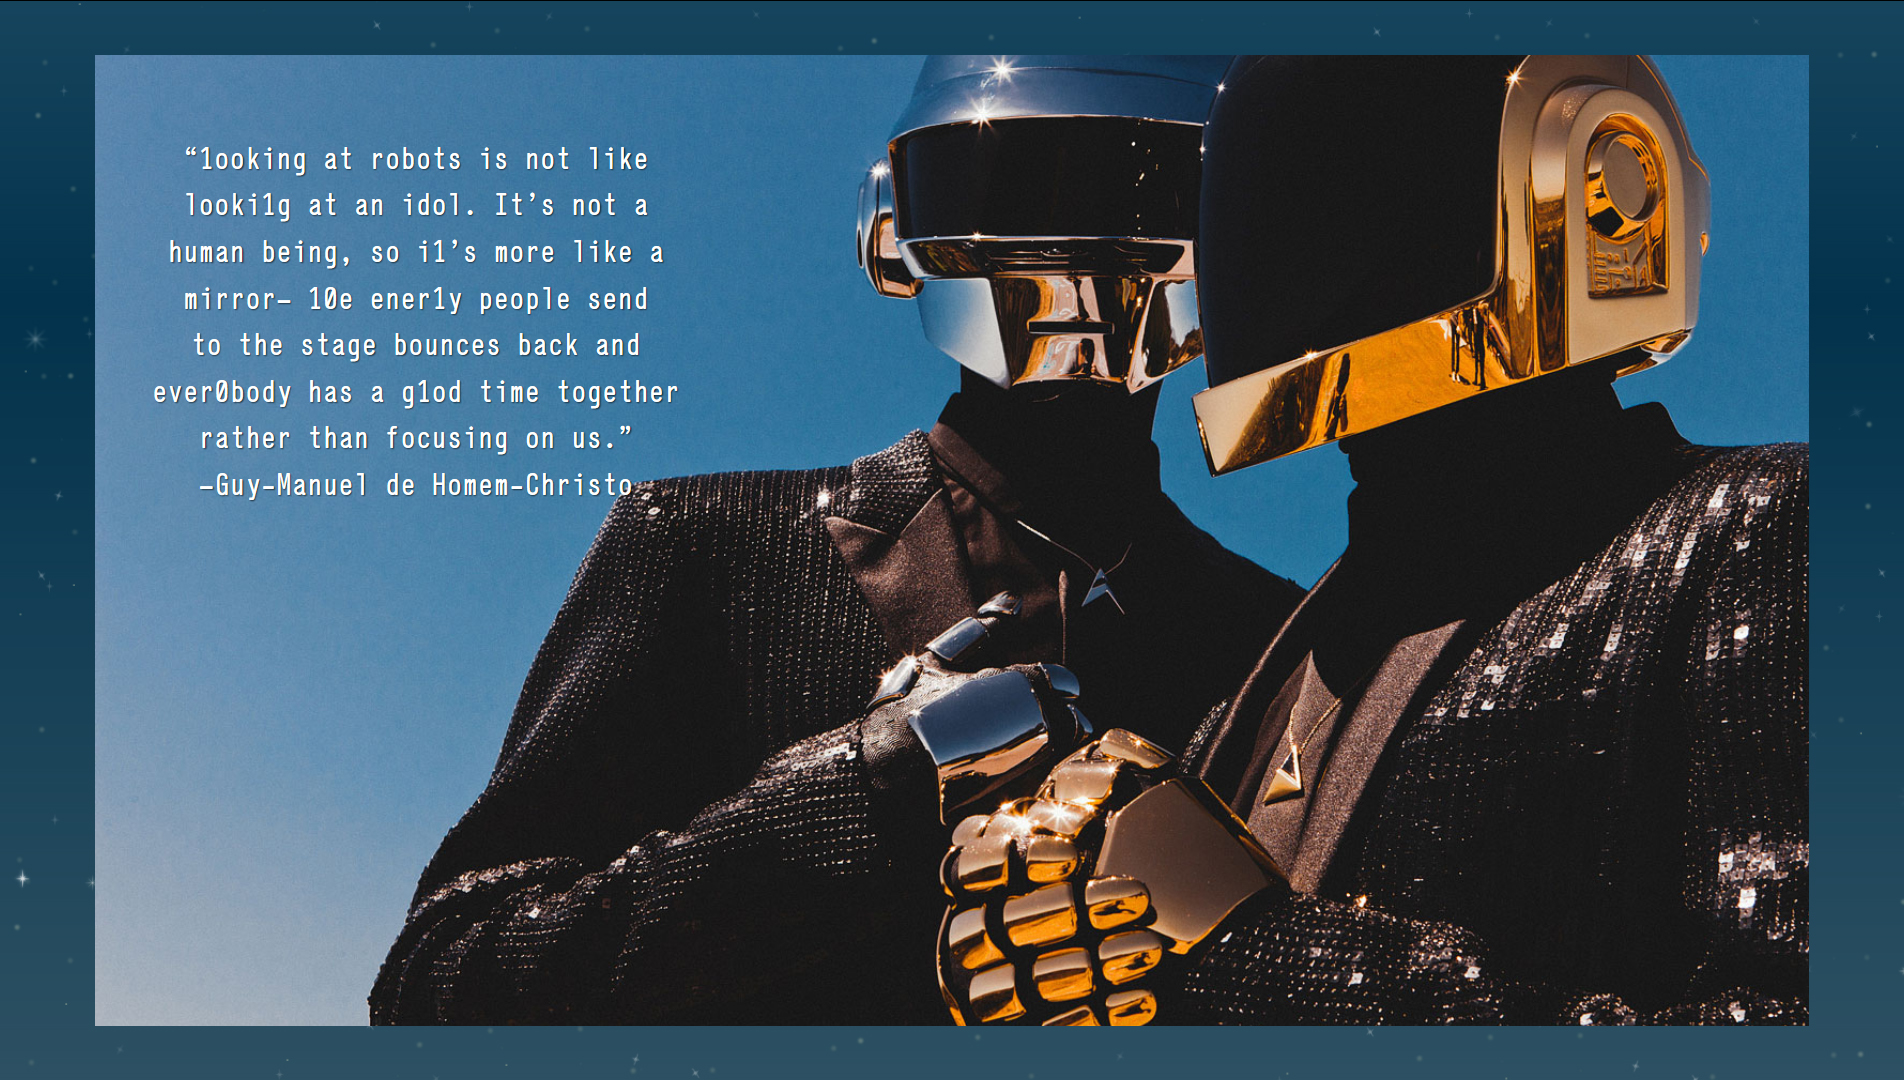 “1ooking at robots is not like
looki1g at an idol. It’s not a
human being, so i1’s more like a
mirror– 10e ener1y people send
to the stage bounces back and
ever0body has a g1od time together
rather than focusing on us.”
–Guy-Manuel de Homem-Christo